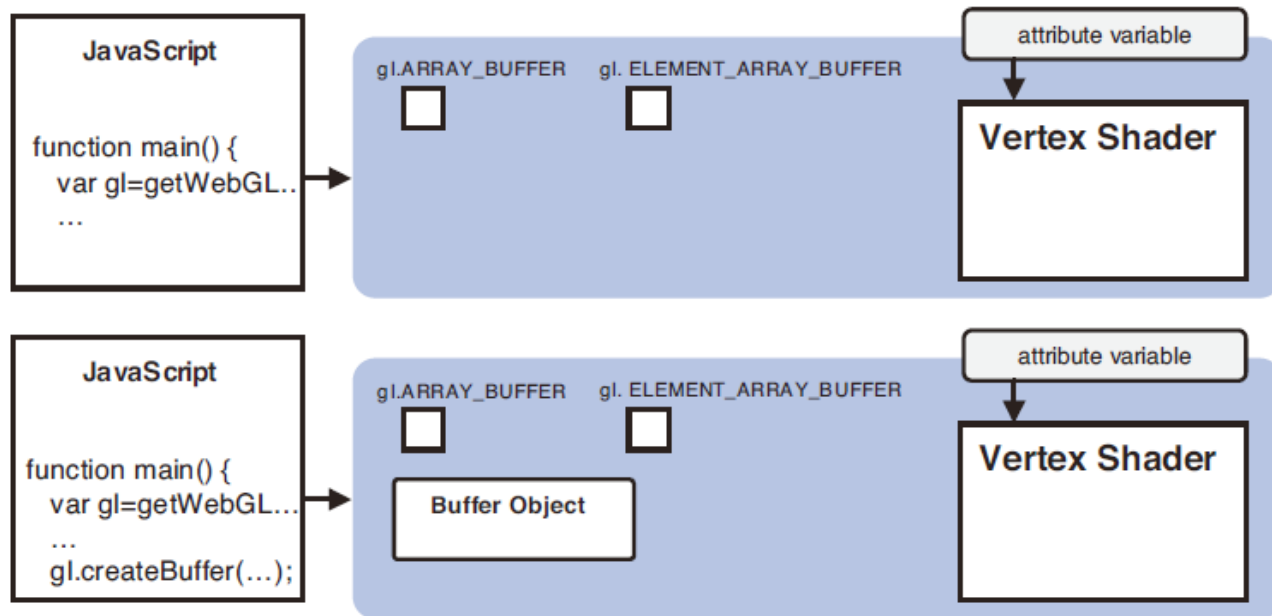 JavaScript
function main() {
var gl=getWebGL..
...
gl.ARRAY_BUFFER
gl. ELEMENT_ARRAY_BUFFER
attribute variable
Vertex Shader
JavaScript
function main() {
var gl=getWebGL...
...
gl.createBuffer(...);
gl.ARRAY_BUFFER
gl. ELEMENT_ARRAY_BUFFER
Buffer Object
attribute variable
Vertex Shader